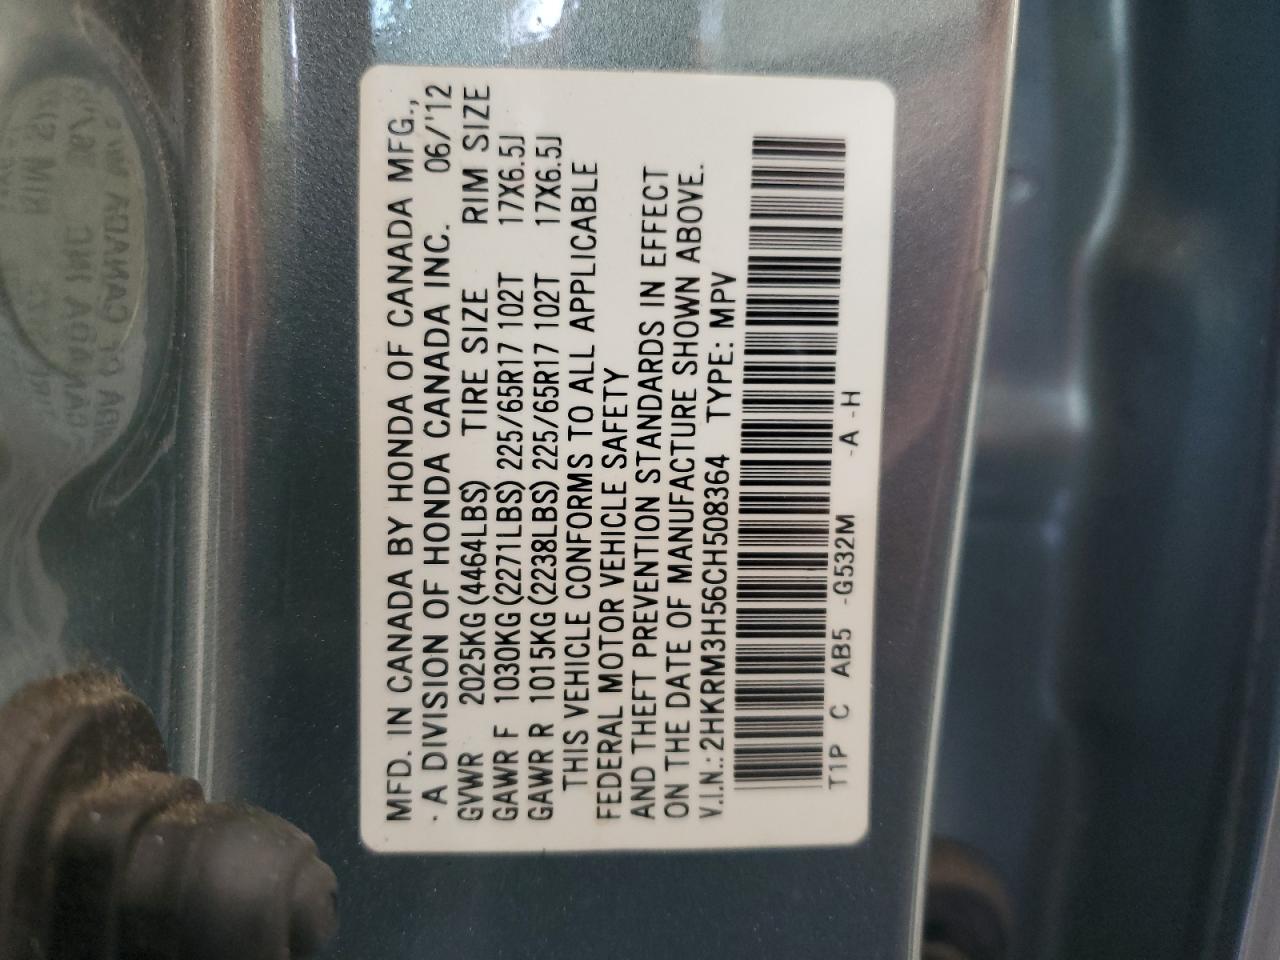 MFD. IN CANADA BY HONDA OF CANADA MFG.,
A DIVISION OF HONDA CANADA INC. 06/'12
GVWR 2025KG (4464LBS) TIRE SIZE RIM SIZE
GAWR F 1030KG (2271LBS) 225/65R17 102T 17X6.5J
GAWR R 1015KG (2238LBS) 225/65R17 102T 17X6.5J
THIS VEHICLE CONFORMS TO ALL APPLICABLE
FEDERAL MOTOR VEHICLE SAFETY
AND THEFT PREVENTION STANDARDS IN EFFECT
ON THE DATE OF MANUFACTURE SHOWN ABOVE.
V.I.N.: 2HKRM3H56CH508364 TYPE: MPV
T1P C AB5 -G532M -A -H